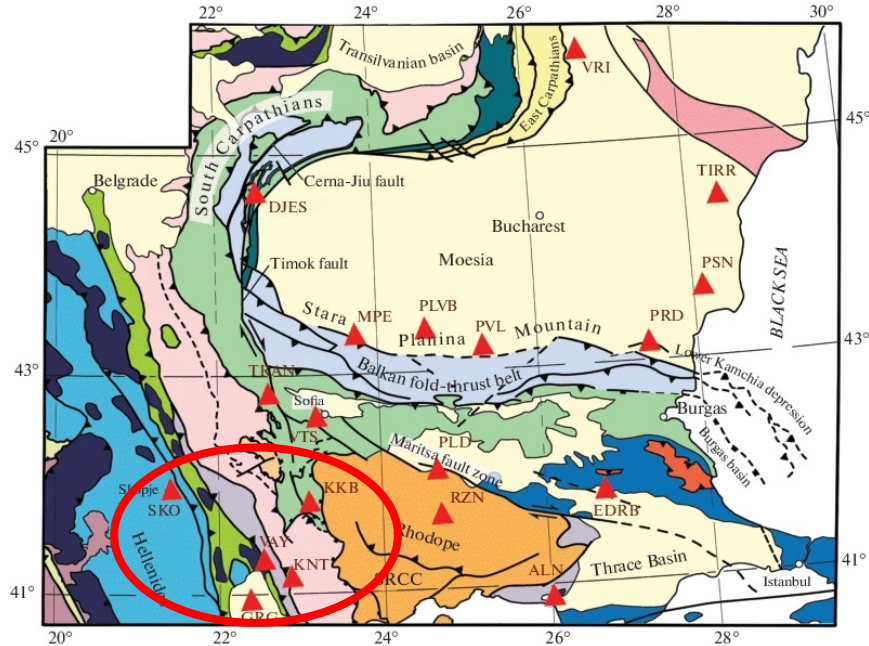 22°
24°
26°
28°
30°
Transilvanian basin
VRI
East Carpathians
South Carpathians
45°
20°
45°
Belgrade
Cerna-Jiu fault
TIRR
DJES
Bucharest
Timok fault
Moesia
PSN
BLACK SEA
Stara
MPE
PLVB
PVL
Mountain
PRD
Planina
43°
43°
TRAN
Balkan fold-thrust belt
Lower Kamchia depression
Sofia
Burgas
VTS
PLD
Maritsa fault zone
Burgas basin
Skopje
KKB
SKO
RZN
EDRB
Rhodope
Hellenide
VAY
KNT
SRCC
ALN
Thrace Basin
41°
41°
GRG
Istanbul
20°
22°
24°
26°
28°